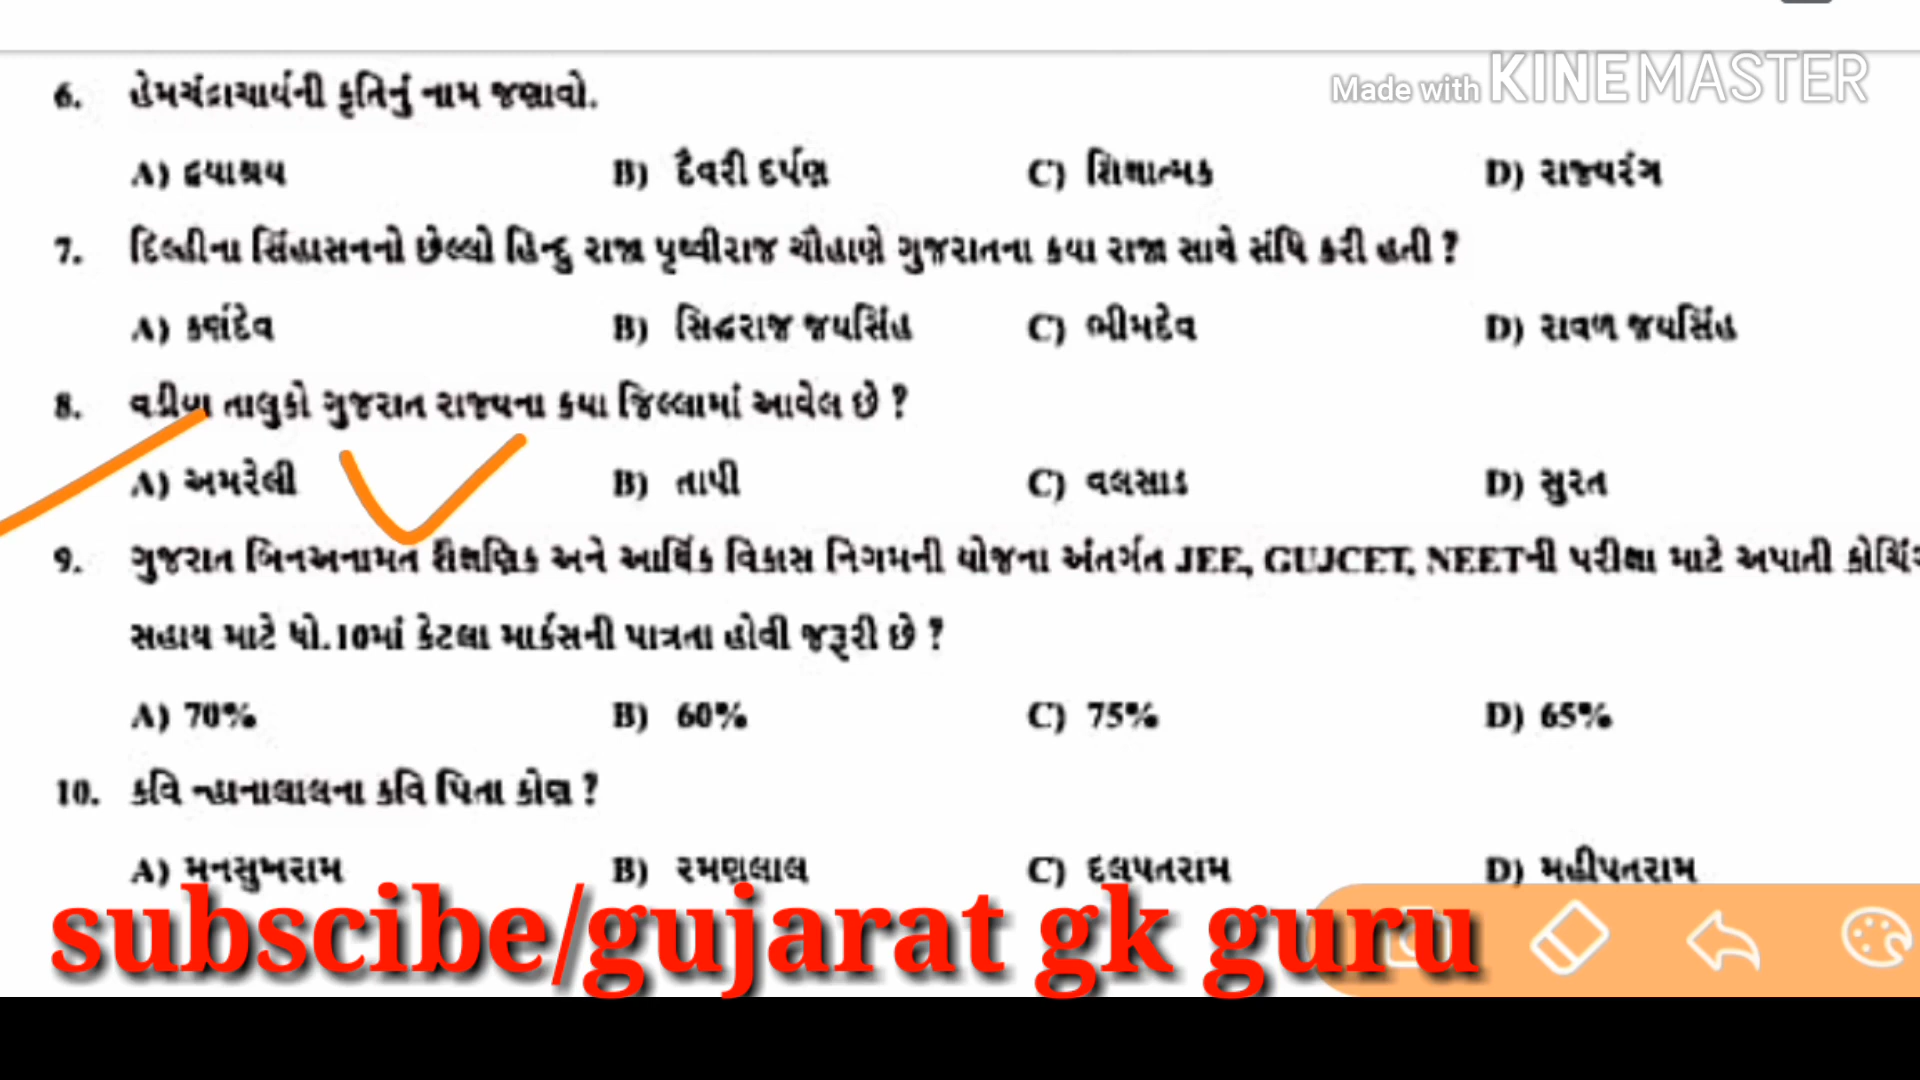 Made with KINEMASTER
6. હેમચંદ્રાચાર્યની કૃતિનું નામ જણાવો.
A) દ્વયાશ્રય B) દૈવરી દર્પણ C) શિક્ષાત્મક D) રાજ્યરંગ
7. દિલ્હીના સિંહાસનનો છેલ્લો હિન્દુ રાજા પૃથ્વીરાજ ચૌહાણે ગુજરાતના કયા રાજા સાથે સંધિ કરી હતી ?
A) કર્ણદેવ B) સિદ્ધરાજ જયસિંહ C) ભીમદેવ D) રાવળ જયસિંહ
8. વડીયા તાલુકો ગુજરાત રાજ્યના કયા જિલ્લામાં આવેલ છે ?
A) અમરેલી B) તાપી C) વલસાડ D) સુરત
9. ગુજરાત બિનઅનામત શૈક્ષણિક અને આર્થિક વિકાસ નિગમની યોજના અંતર્ગત JEE, GUJCET, NEETની પરીક્ષા માટે અપાતી કોચિંગ
સહાય માટે ધો.10માં કેટલા માર્કસની પાત્રતા હોવી જરૂરી છે ?
A) 70% B) 60% C) 75% D) 65%
10. કવિ ન્હાનાલાલના કવિ પિતા કોણ ?
A) મનસુખરામ B) રમણલાલ C) દલપતરામ D) મહીપતરામ
subscibe/gujarat gk guru